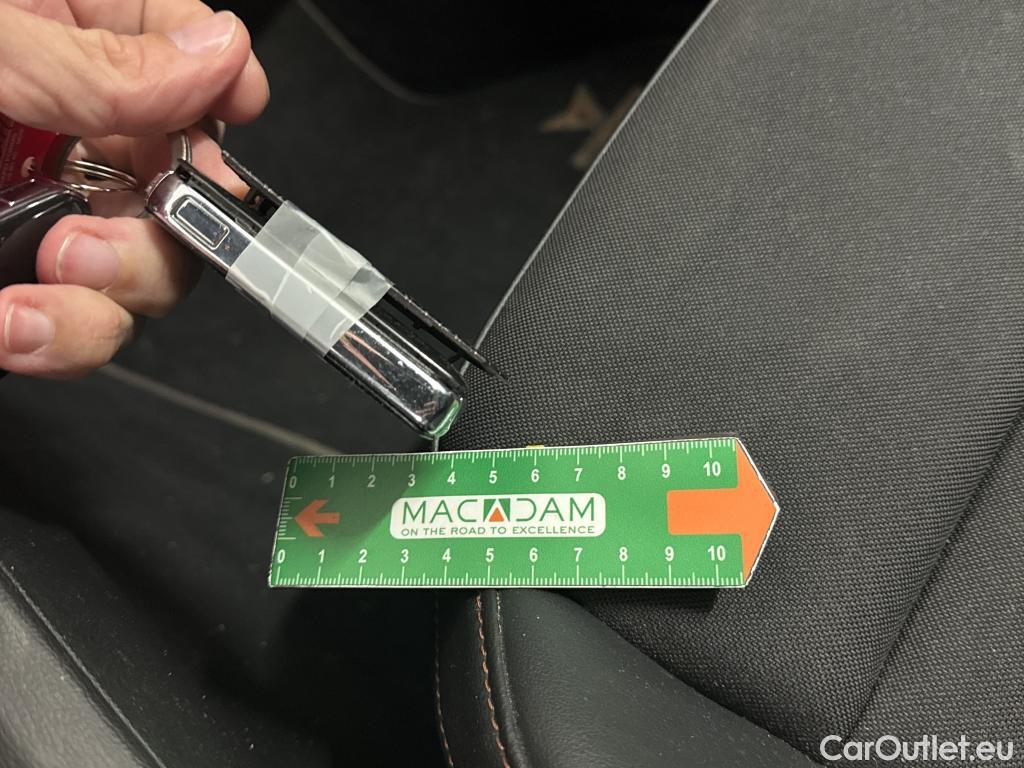 0 1 2 3 4 5 6 7 8 9 10
MACADAM
ON THE ROAD TO EXCELLENCE
0 1 2 3 4 5 6 7 8 9 10
CarOutlet.eu